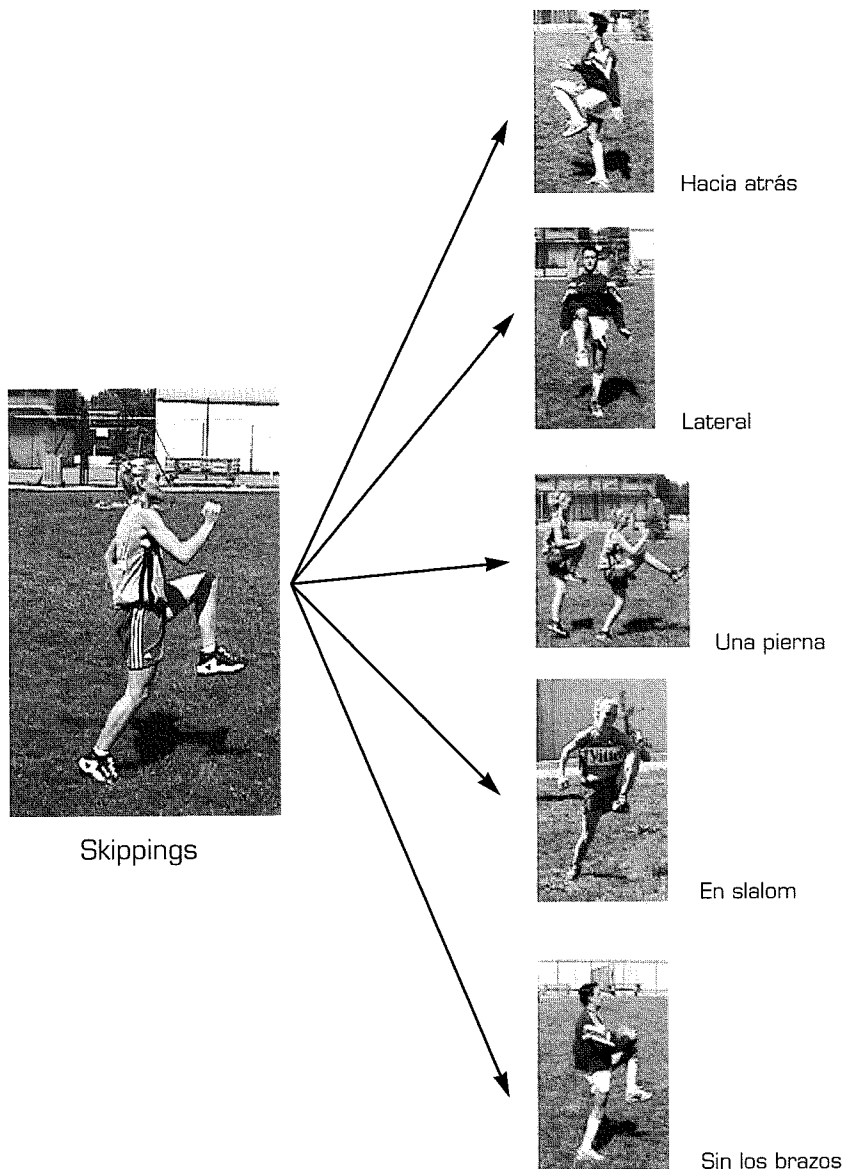 Hacia atrás
Lateral
Una pierna
Skippings
En slalom
Sin los brazos